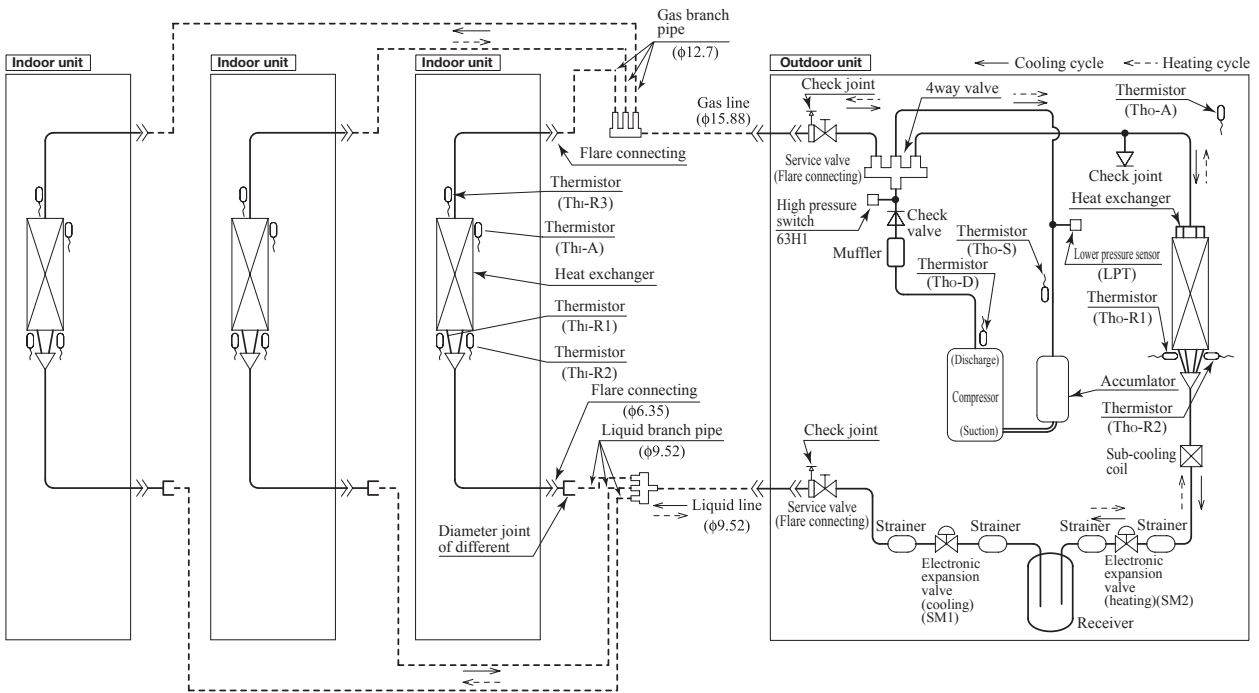 Gas branch
pipe
(ϕ12.7)
Indoor unit
Indoor unit
Indoor unit
Outdoor unit
Cooling cycle
Heating cycle
Check joint
4way valve
Thermistor
(THO-A)
Gas line
(ϕ15.88)
Flare connecting
Service valve
(Flare connecting)
Check joint
Thermistor
(THI-R3)
High pressure
switch
63H1
Check
valve
Heat exchanger
Thermistor
(THI-A)
Muffler
Thermistor
(THO-S)
Lower pressure sensor
(LPT)
Heat exchanger
Thermistor
(THO-D)
Thermistor
(THO-R1)
Thermistor
(THI-R1)
Thermistor
(THI-R2)
(Discharge)
Compressor
(Suction)
Accumlator
Thermistor
(THO-R2)
Flare connecting
(ϕ6.35)
Liquid branch pipe
(ϕ9.52)
Check joint
Sub-cooling
coil
Liquid line
(ϕ9.52)
Service valve
(Flare connecting)
Diameter joint
of different
Strainer
Strainer
Strainer
Strainer
Electronic
expansion
valve
(cooling)
(SM1)
Electronic
expansion
valve
(heating)(SM2)
Receiver